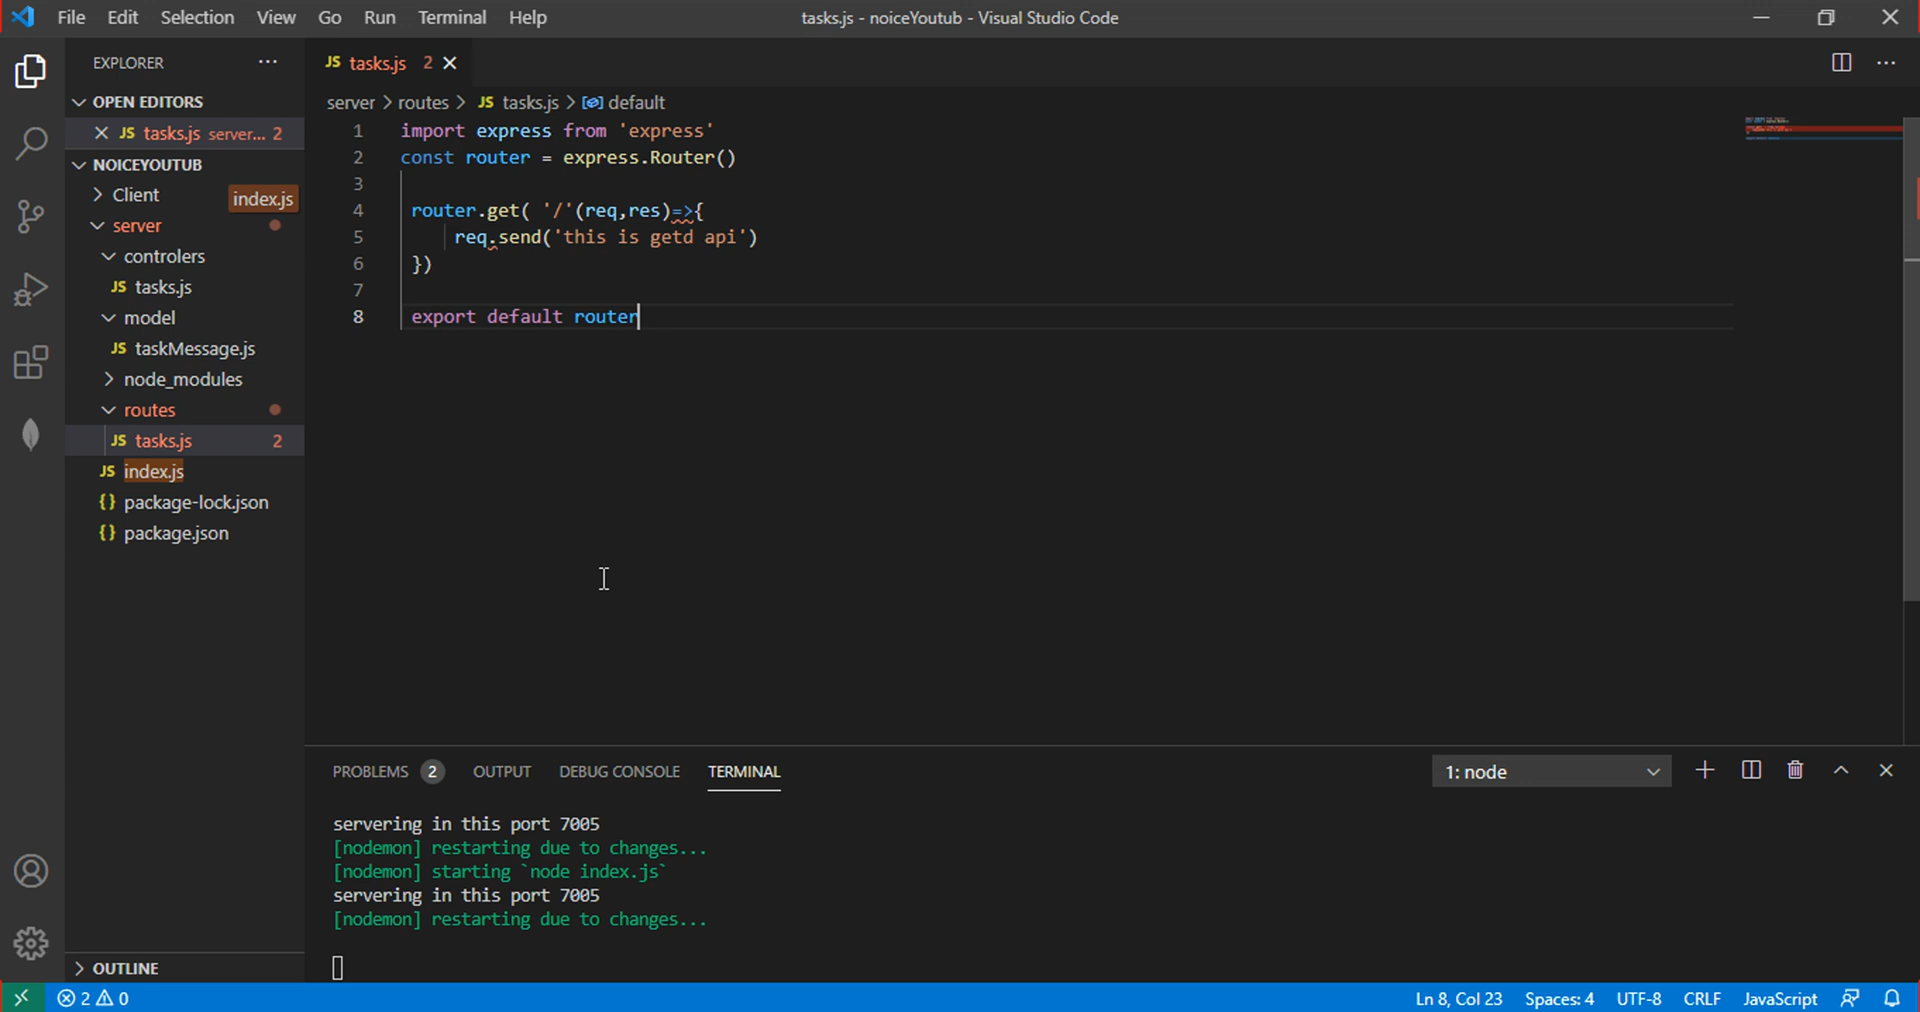 File Edit Selection View Go Run Terminal Help
tasks.js - noiceYoutub - Visual Studio Code
EXPLORER
OPEN EDITORS
JS tasks.js server... 2
NOICEYOUTUB
Client
index.js
server
controlers
JS tasks.js
model
JS taskMessage.js
node_modules
routes
JS tasks.js 2
JS index.js
{} package-lock.json
{} package.json
OUTLINE
JS tasks.js 2
server > routes > JS tasks.js > default
1 import express from 'express'
2 const router = express.Router()
3
4 router.get( '/'(req,res)=>{
5 req.send('this is getd api')
6 })
7
8 export default router
PROBLEMS 2 OUTPUT DEBUG CONSOLE TERMINAL
1: node
servering in this port 7005
[nodemon] restarting due to changes...
[nodemon] starting `node index.js`
servering in this port 7005
[nodemon] restarting due to changes...
2 0
Ln 8, Col 23 Spaces: 4 UTF-8 CRLF JavaScript